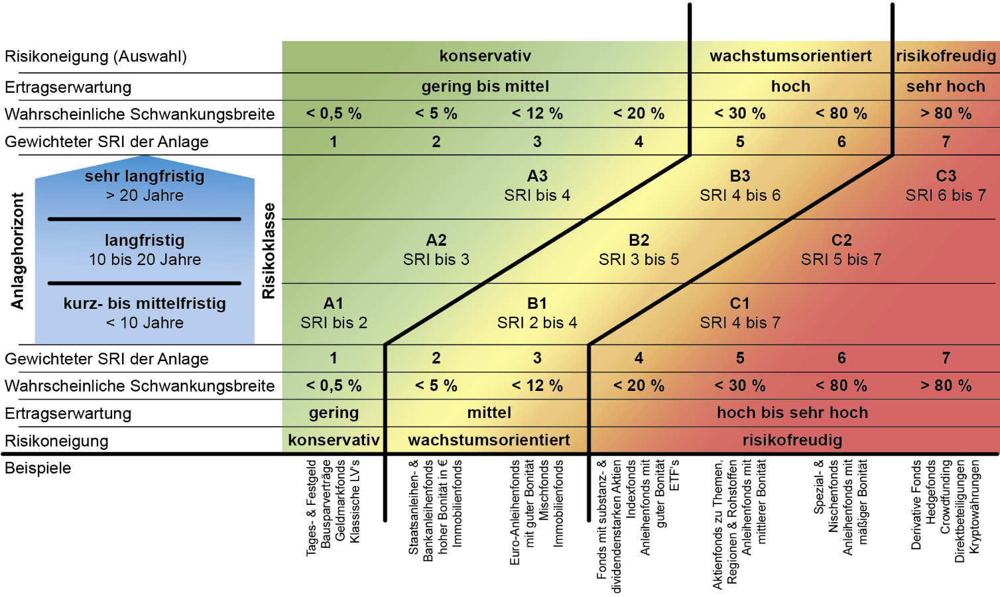 Risikoneigung (Auswahl) konservativ wachstumsorientiert risikofreudig
Ertragserwartung gering bis mittel hoch sehr hoch
Wahrscheinliche Schwankungsbreite < 0,5 % < 5 % < 12 % < 20 % < 30 % < 80 % > 80 %
Gewichteter SRI der Anlage 1 2 3 4 5 6 7
Anlagehorizont
sehr langfristig
> 20 Jahre
langfristig
10 bis 20 Jahre
kurz- bis mittelfristig
< 10 Jahre
Risikoklasse
A3 B3 C3
SRI bis 4 SRI 4 bis 6 SRI 6 bis 7
A2 B2 C2
SRI bis 3 SRI 3 bis 5 SRI 5 bis 7
A1 B1 C1
SRI bis 2 SRI 2 bis 4 SRI 4 bis 7
Gewichteter SRI der Anlage 1 2 3 4 5 6 7
Wahrscheinliche Schwankungsbreite < 0,5 % < 5 % < 12 % < 20 % < 30 % < 80 % > 80 %
Ertragserwartung gering mittel hoch bis sehr hoch
Risikoneigung konservativ wachstumsorientiert risikofreudig
Beispiele
Tages- & Festgeld
Bausparverträge
Geldmarkfonds
Klassische LV's
Staatsanleihen- &
Bankanleihenfonds
hoher Bonität in €
Immobilienfonds
Euro-Anleihenfonds
mit guter Bonität
Mischfonds
Immobilienfonds
Fonds mit substanz- &
dividendenstarken Aktien
Indexfonds
Anleihenfonds mit
guter Bonität
ETF's
Aktienfonds zu Themen,
Regionen & Rohstoffen
Anleihenfonds mit
mittlerer Bonität
Spezial- &
Nischenfonds
Anleihenfonds mit
mäßiger Bonität
Derivative Fonds
Hedgefonds
Crowdfunding
Direktbeteiligungen
Kryptowährungen